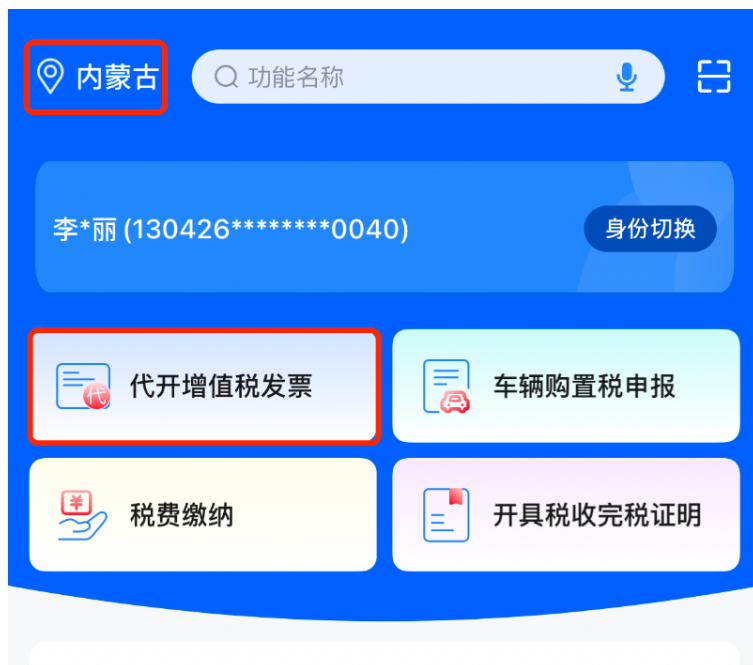 内蒙古 功能名称
李*丽 (130426********0040) 身份切换
代 代开增值税发票 车辆购置税申报
¥ 税费缴纳 开具税收完税证明